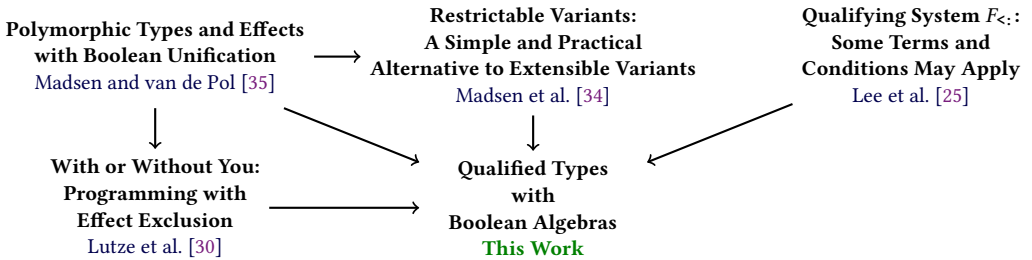 Polymorphic Types and Effects
with Boolean Unification
Madsen and van de Pol [35]
Restrictable Variants:
A Simple and Practical
Alternative to Extensible Variants
Madsen et al. [34]
Qualifying System F<::
Some Terms and
Conditions May Apply
Lee et al. [25]
With or Without You:
Programming with
Effect Exclusion
Lutze et al. [30]
Qualified Types
with
Boolean Algebras
This Work